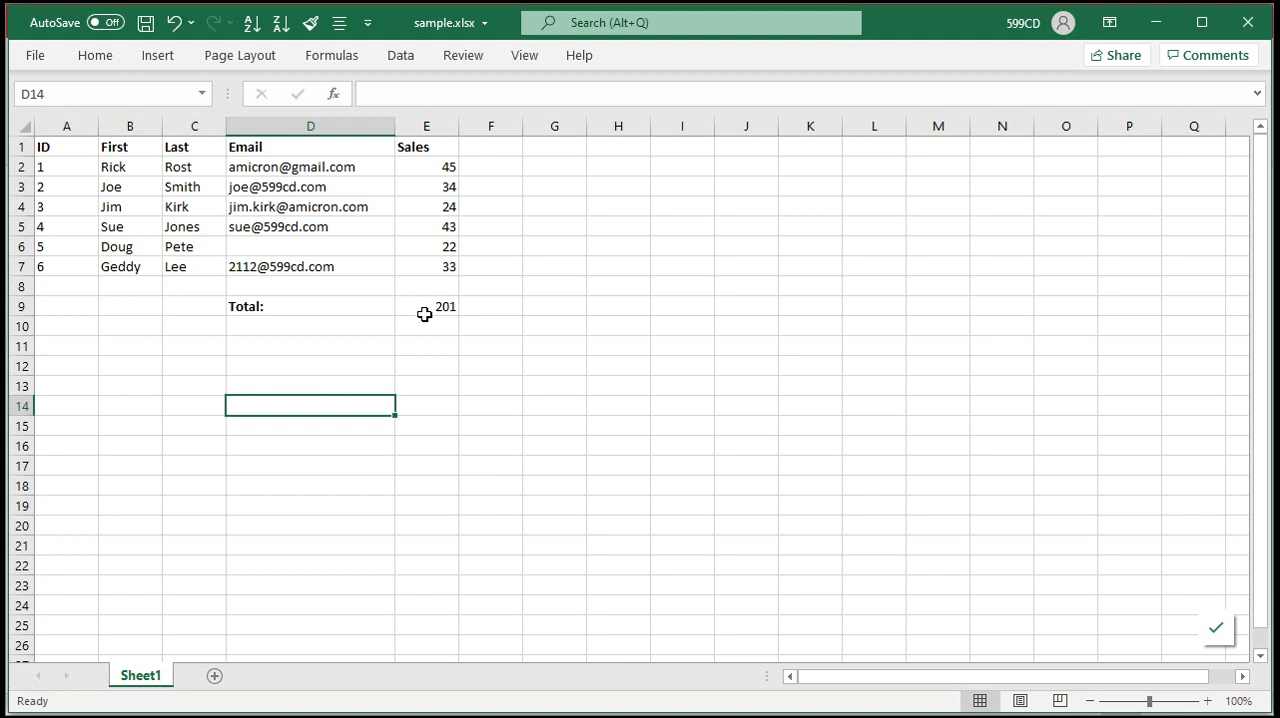 AutoSave Off sample.xlsx Search (Alt+Q) 599CD
File Home Insert Page Layout Formulas Data Review View Help Share Comments
D14 fx
A B C D E F G H I J K L M N O P Q
1 ID First Last Email Sales
2 1 Rick Rost amicron@gmail.com 45
3 2 Joe Smith joe@599cd.com 34
4 3 Jim Kirk jim.kirk@amicron.com 24
5 4 Sue Jones sue@599cd.com 43
6 5 Doug Pete 22
7 6 Geddy Lee 2112@599cd.com 33
8
9 Total: 201
10
11
12
13
14
15
16
17
18
19
20
21
22
23
24
25
26
Sheet1
Ready 100%